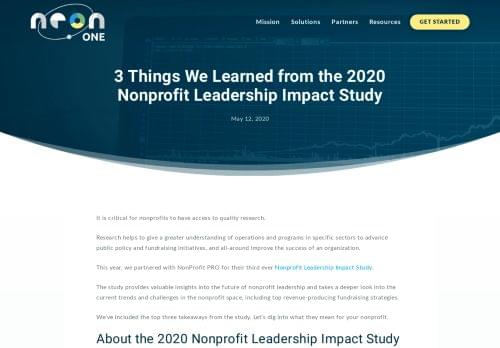 neon
ONE
Mission Solutions Partners Resources GET STARTED
3 Things We Learned from the 2020
Nonprofit Leadership Impact Study
May 12, 2020
It is critical for nonprofits to have access to quality research.
Research helps to give a greater understanding of operations and programs in specific sectors to advance
public policy and fundraising initiatives, and all-around improve the success of an organization.
This year, we partnered with NonProfit PRO for their third ever Nonprofit Leadership Impact Study.
The study provides valuable insights into the future of nonprofit leadership and takes a deeper look into the
current trends and challenges in the nonprofit space, including top revenue-producing fundraising strategies.
We've included the top three takeaways from the study. Let's dig into what they mean for your nonprofit.
About the 2020 Nonprofit Leadership Impact Study